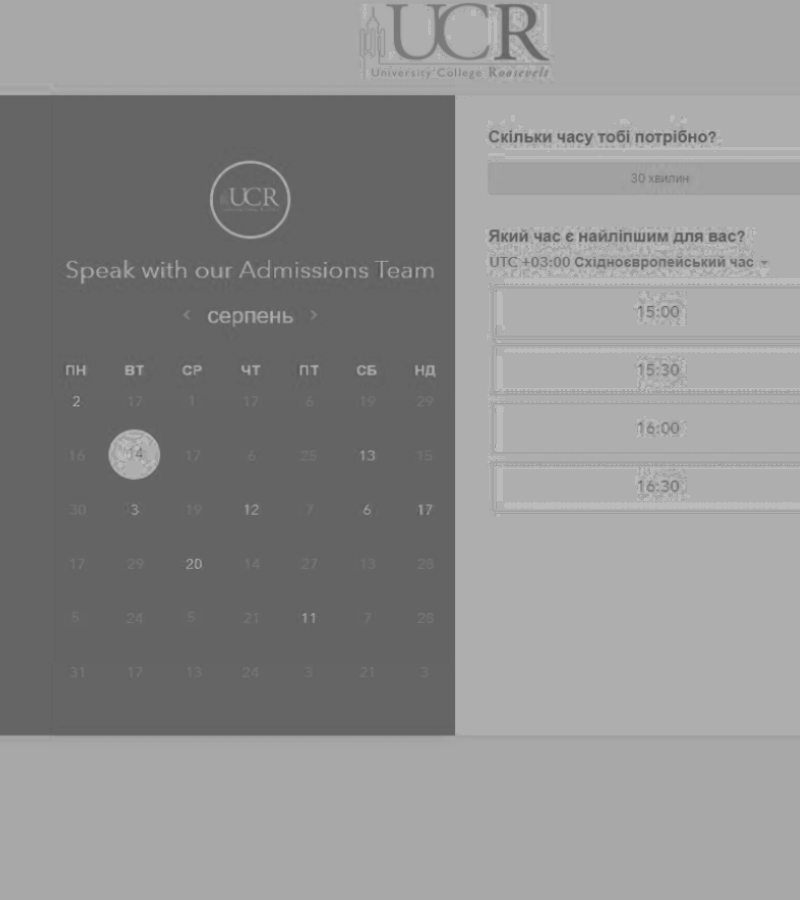 UCR
University College Roosevelt
UCR
Speak with our Admissions Team
‹ серпень ›
ПН ВТ СР ЧТ ПТ СБ НД
2 17 1 17 6 19 29
16 14 17 6 25 13 15
30 3 19 12 7 6 17
17 29 20 14 27 13 28
5 24 5 21 11 7 28
31 17 13 24 3 21 3
Скільки часу тобі потрібно?
30 хвилин
Який час є найліпшим для вас?
UTC +03:00 Східноєвропейський час
15:00
15:30
16:00
16:30